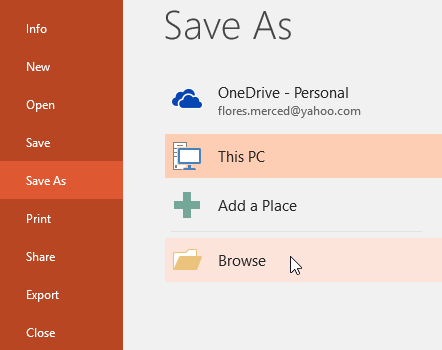 Info
New
Open
Save
Save As
Print
Share
Export
Close
Save As
OneDrive - Personal
flores.merced@yahoo.com
This PC
Add a Place
Browse